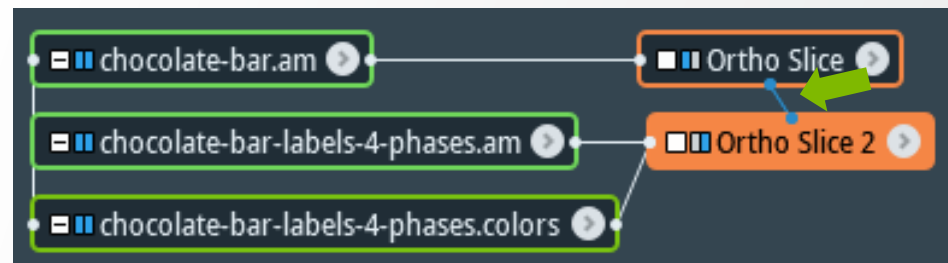 chocolate-bar.am
Ortho Slice
chocolate-bar-labels-4-phases.am
Ortho Slice 2
chocolate-bar-labels-4-phases.colors